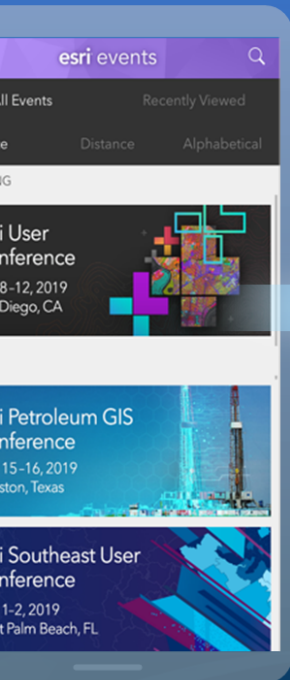 esri events
ll Events
Recently Viewed
e
Distance
Alphabetical
NG
i User
nference
8-12, 2019
Diego, CA
i Petroleum GIS
nference
15-16, 2019
ston, Texas
i Southeast User
nference
1-2, 2019
t Palm Beach, FL